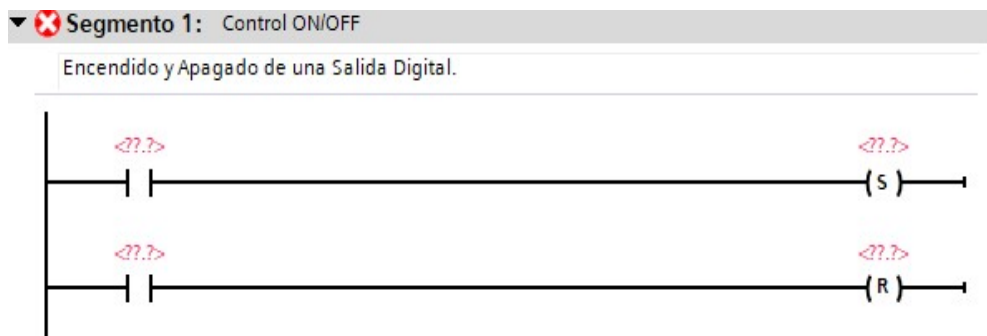 Segmento 1: Control ON/OFF
Encendido y Apagado de una Salida Digital.
<??.?> <??.?>
S
<??.?> <??.?>
R